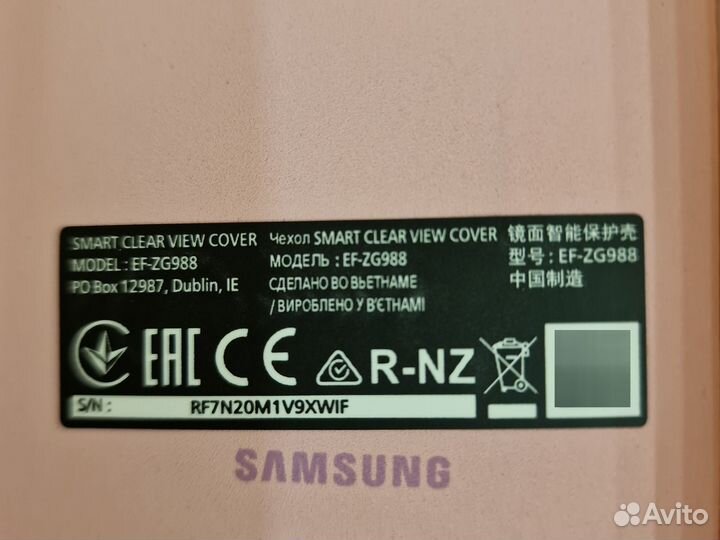 SMART CLEAR VIEW COVER
MODEL : EF-ZG988
PO Box 12987, Dublin, IE
Чехол SMART CLEAR VIEW COVER
МОДЕЛЬ : EF-ZG988
СДЕЛАНО ВО ВЬЕТНАМЕ
/ ВИРОБЛЕНО У В'ЄТНАМІ
镜面智能保护壳
型号: EF-ZG988
中国制造
EAC CE R-NZ
S/N : RF7N20M1V9XWIF
SAMSUNG
Avito